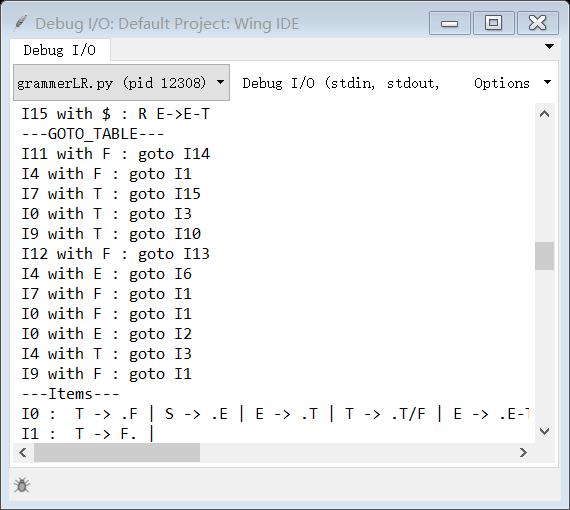 Debug I/O: Default Project: Wing IDE
Debug I/O
grammerLR.py (pid 12308) Debug I/O (stdin, stdout, Options
I15 with $ : R E->E-T
---GOTO_TABLE---
I11 with F : goto I14
I4 with F : goto I1
I7 with T : goto I15
I0 with T : goto I3
I9 with T : goto I10
I12 with F : goto I13
I4 with E : goto I6
I7 with F : goto I1
I0 with F : goto I1
I0 with E : goto I2
I4 with T : goto I3
I9 with F : goto I1
---Items---
I0 :  T -> .F | S -> .E | E -> .T | T -> .T/F | E -> .E-T
I1 :  T -> F. |